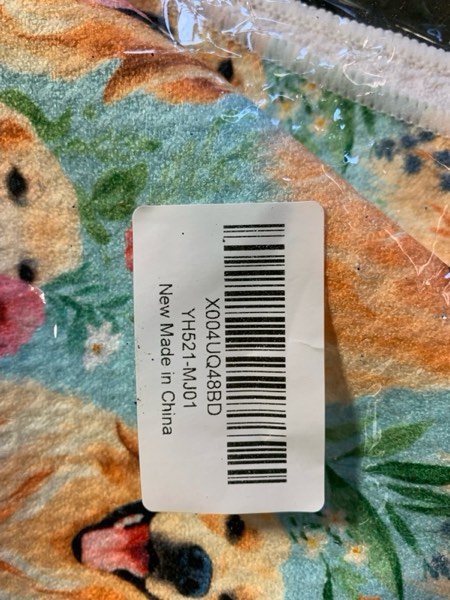 X004UQ48BD
YH521-MJ01
New Made in China